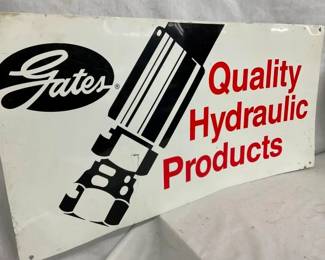 Gates®
Quality
Hydraulic
Products